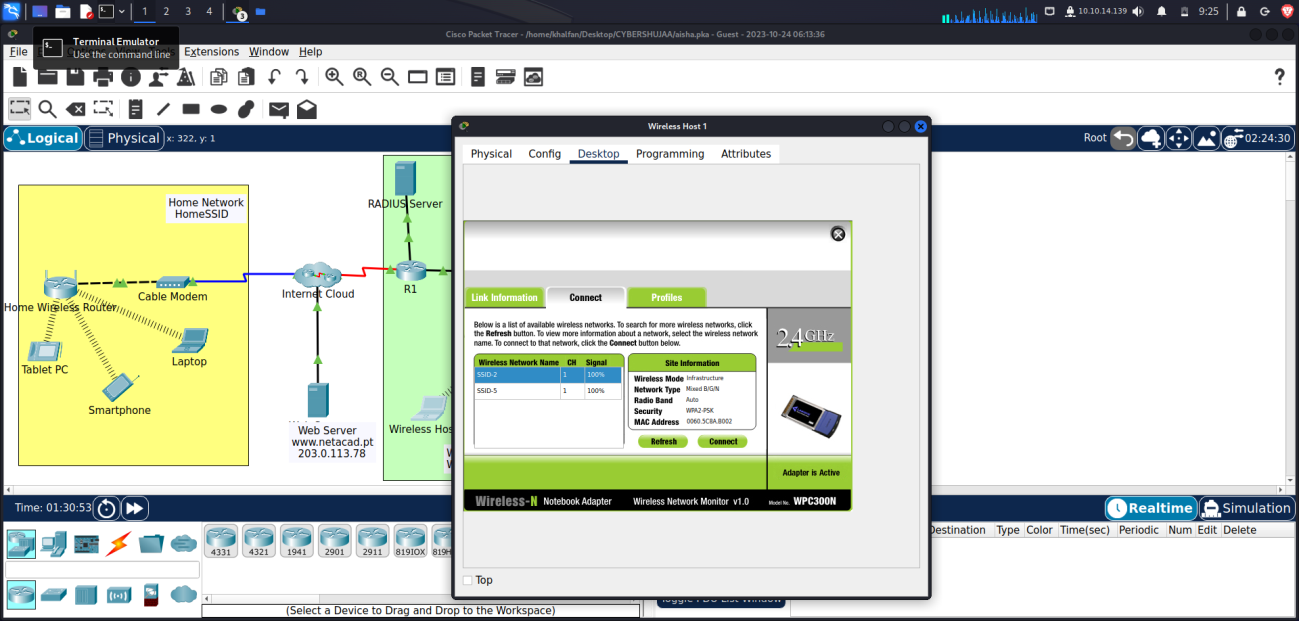 1 2 3 4 3 10.10.14.139 9:25
Cisco Packet Tracer - /home/khalfan/Desktop/CYBERSHUJAA/aisha.pka - Guest - 2023-10-24 06:13:36
Terminal Emulator
Use the command line
File Extensions Window Help
Logical Physical x: 322, y: 1 Root 02:24:30
Wireless Host 1
Physical Config Desktop Programming Attributes
Home Network
HomeSSID
RADIUS Server
Cable Modem
Internet Cloud
R1
Home Wireless Router
Tablet PC
Laptop
Smartphone
Web Server
www.netacad.pt
203.0.113.78
Wireless Hos
Link Information Connect Profiles
Below is a list of available wireless networks. To search for more wireless networks, click
the Refresh button. To view more information about a network, select the wireless network
name. To connect to that network, click the Connect button below.
2.4GHz
Wireless Network Name CH Signal
SSID-2 1 100%
SSID-5 1 100%
Site Information
Wireless Mode Infrastructure
Network Type Mixed B/G/N
Radio Band Auto
Security WPA2-PSK
MAC Address 0060.5C8A.B002
Refresh Connect
Adaptor is Active
Wireless-N Notebook Adapter Wireless Network Monitor v1.0 Model No. WPC300N
Top
Time: 01:30:53 Realtime Simulation
4331 4321 1941 2901 2911 819IOX 819H
Destination Type Color Time(sec) Periodic Num Edit Delete
(Select a Device to Drag and Drop to the Workspace)
Toggle PDU List Window